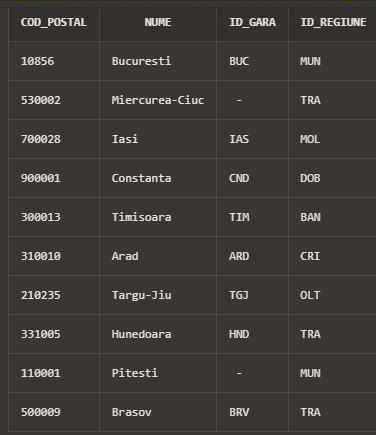 COD_POSTAL NUME ID_GARA ID_REGIUNE
10856 Bucuresti BUC MUN
530002 Miercurea-Ciuc - TRA
700028 Iasi IAS MOL
900001 Constanta CND DOB
300013 Timisoara TIM BAN
310010 Arad ARD CRI
210235 Targu-Jiu TGJ OLT
331005 Hunedoara HND TRA
110001 Pitesti - MUN
500009 Brasov BRV TRA